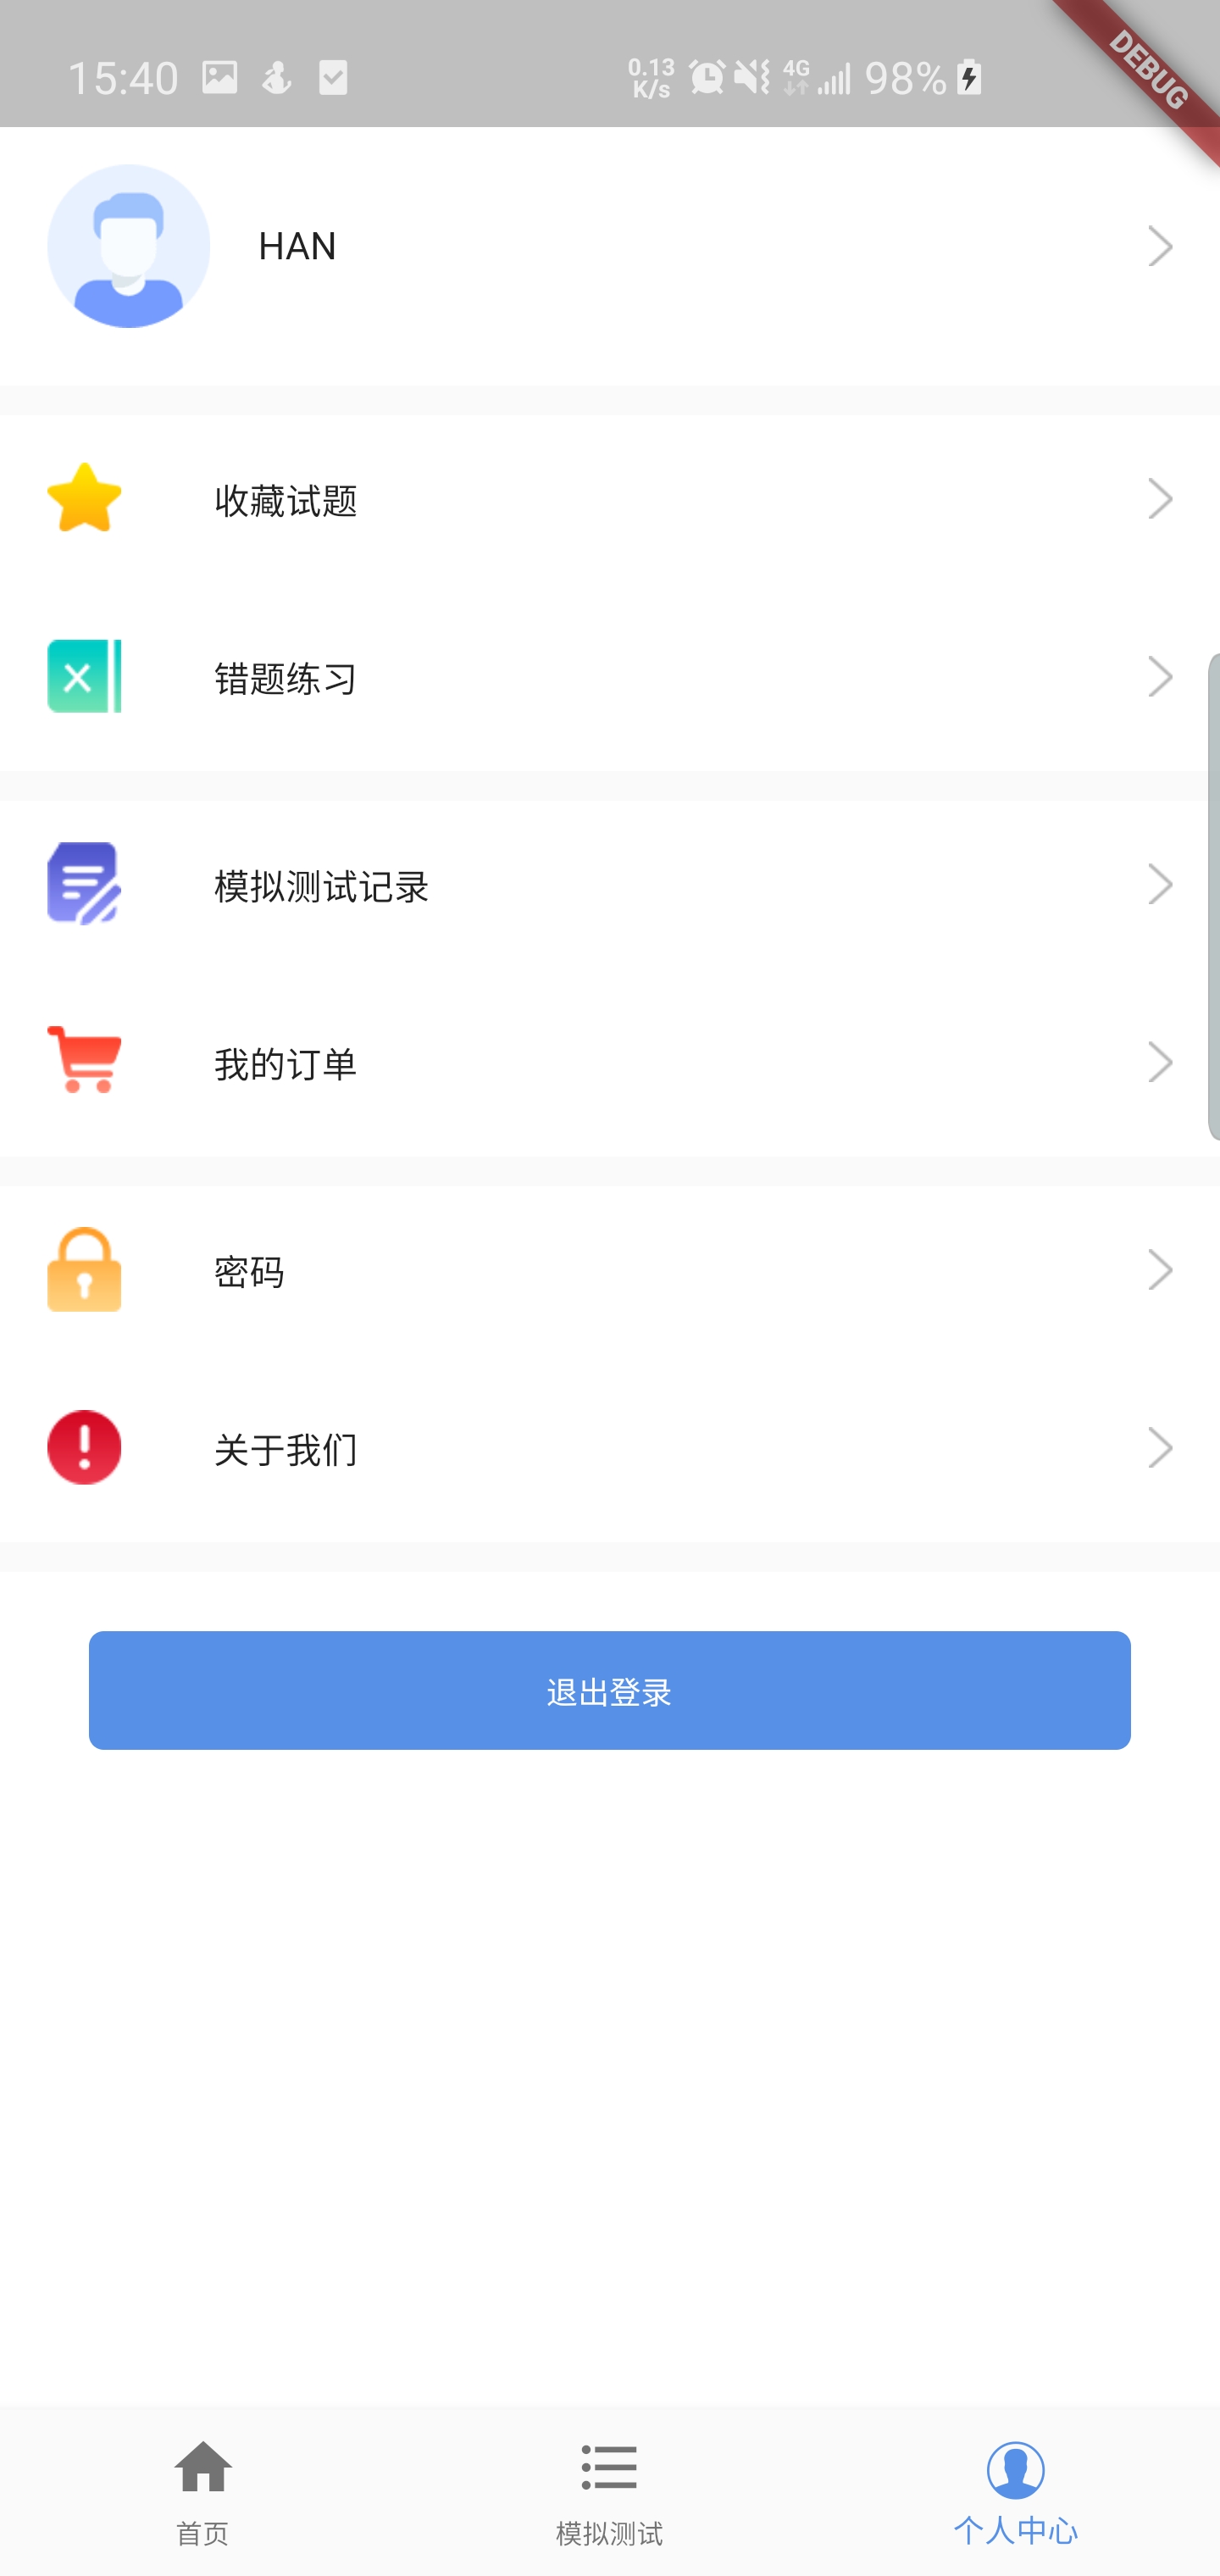 15:40
0.13
K/s
4G
98%
DEBUG
HAN
收藏试题
错题练习
模拟测试记录
我的订单
密码
关于我们
退出登录
首页
模拟测试
个人中心